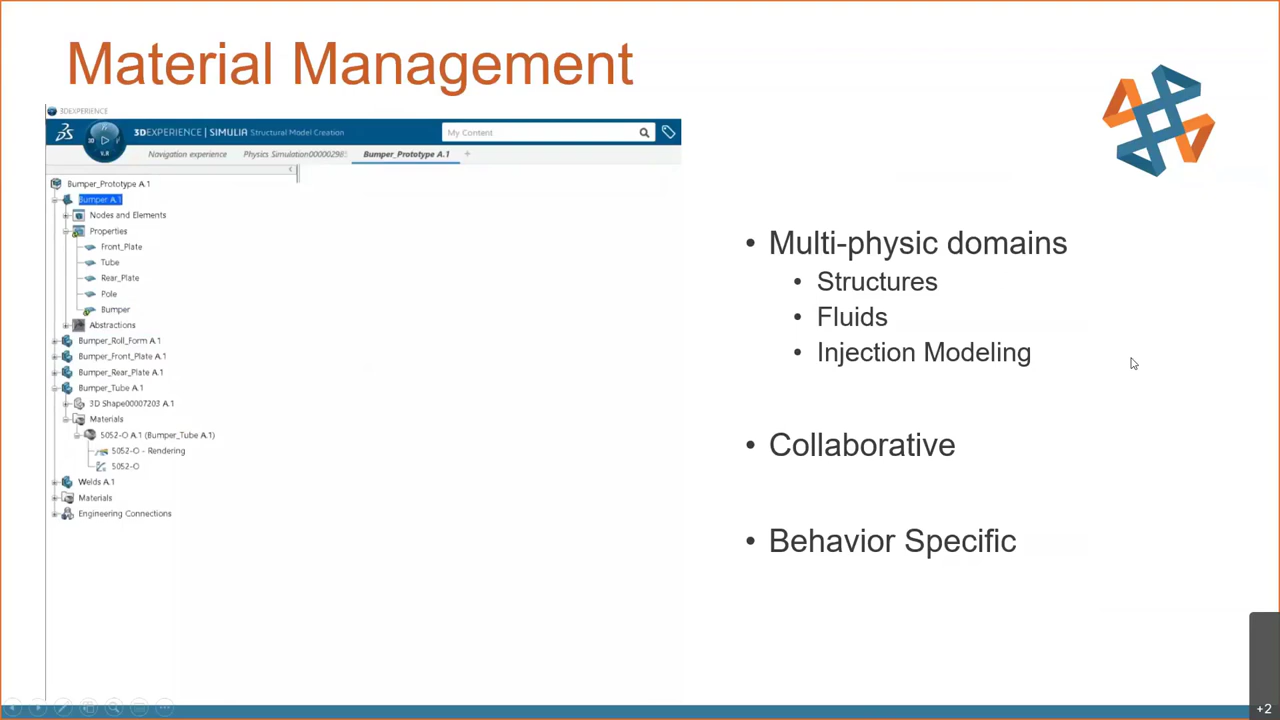 Material Management
3DEXPERIENCE
3DEXPERIENCE | SIMULIA Structural Model Creation
My Content
3D
V.R
Navigation experience
Bumper_Prototype A.1
+
Bumper_Prototype A.1
Bumper A.1
Nodes and Elements
Properties
Front_Plate
Tube
Rear_Plate
Pole
Bumper
Abstractions
Bumper_Roll_Form A.1
Bumper_Front_Plate A.1
Bumper_Rear_Plate A.1
Bumper_Tube A.1
3D Shape00007203 A.1
Materials
5052-O A.1 (Bumper_Tube A.1)
5052-O - Rendering
5052-O
Welds A.1
Materials
Engineering Connections
• Multi-physic domains
• Structures
• Fluids
• Injection Modeling
• Collaborative
• Behavior Specific
+2